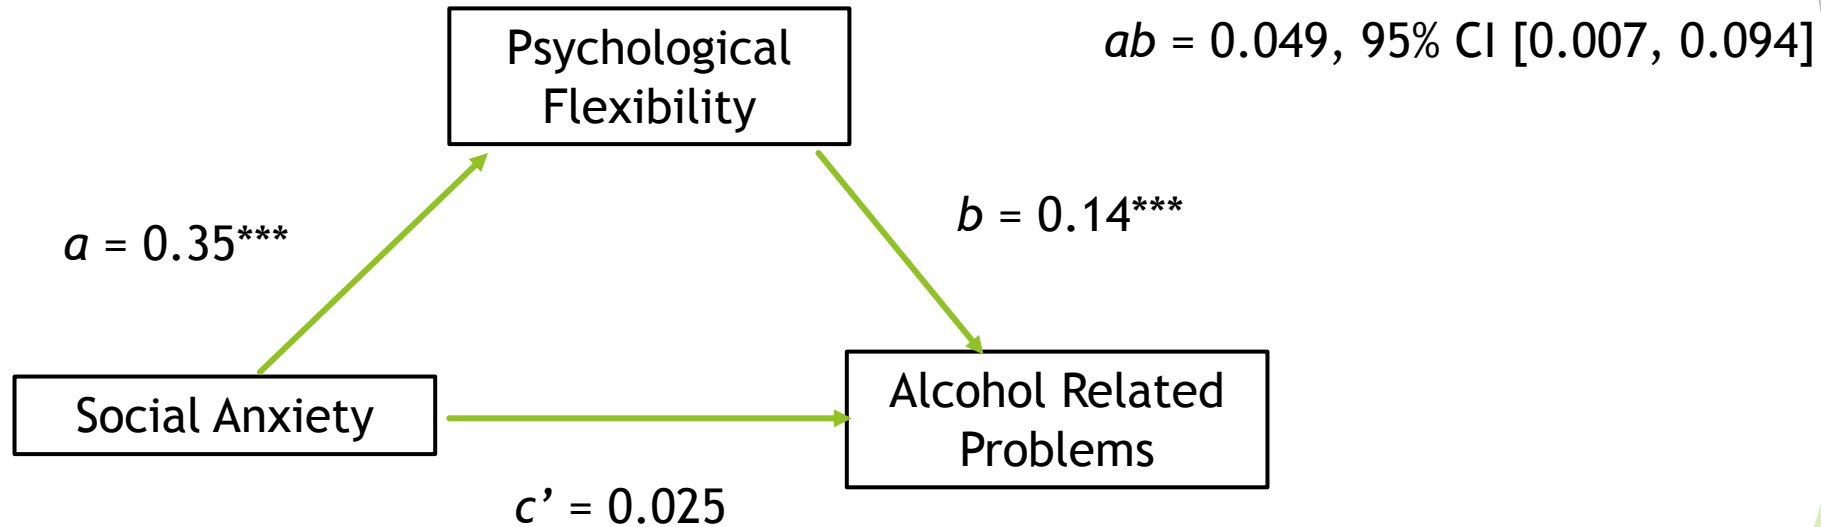 Psychological
Flexibility
ab = 0.049, 95% CI [0.007, 0.094]
a = 0.35***
b = 0.14***
Social Anxiety
Alcohol Related
Problems
c’ = 0.025